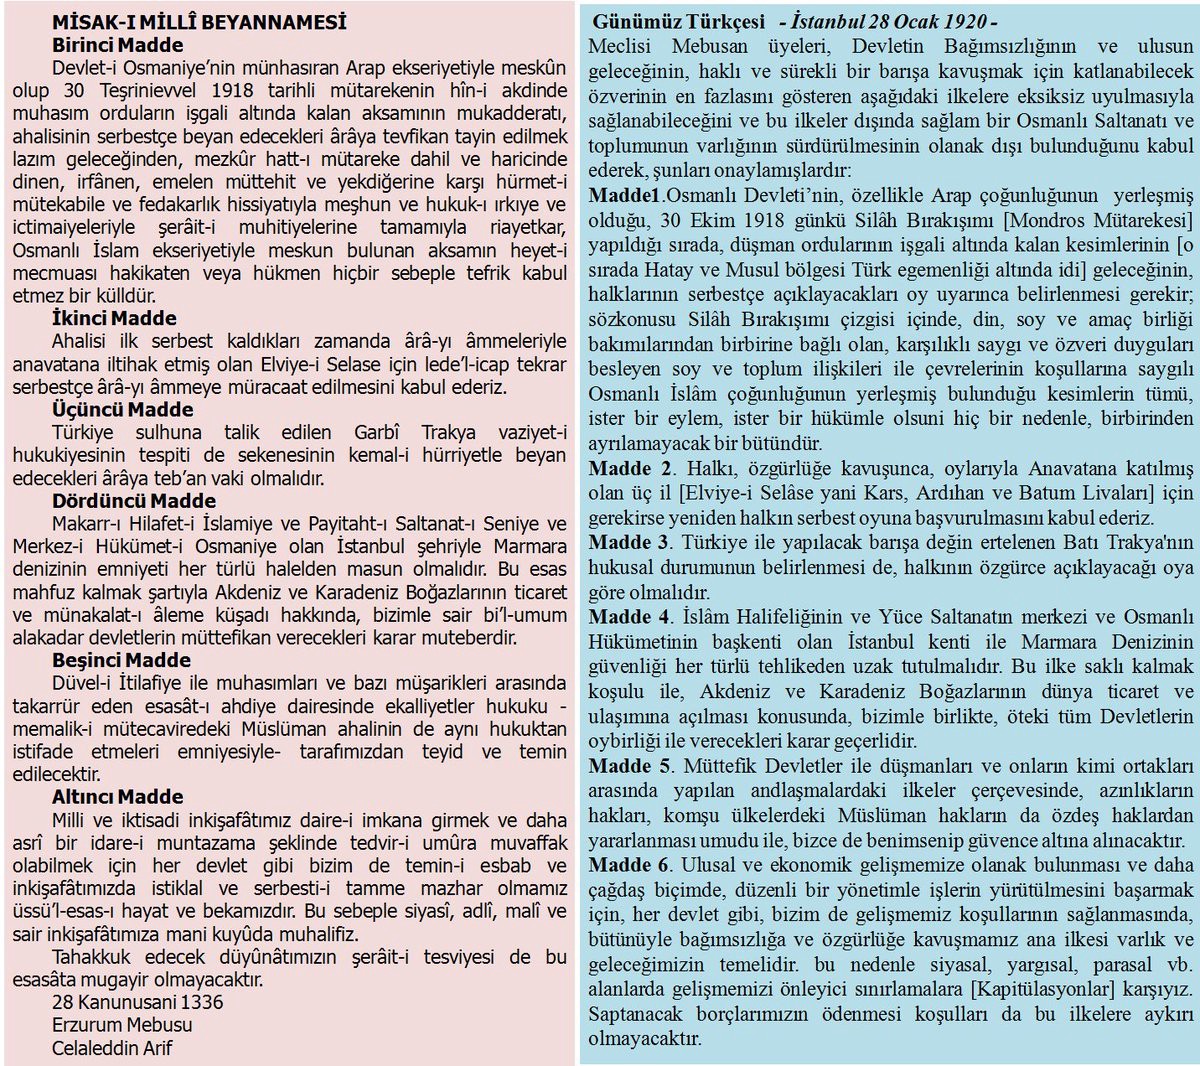 MİSAK-I MİLLÎ BEYANNAMESİ
Birinci Madde
Devlet-i Osmaniye’nin münhasıran Arap ekseriyetiyle meskûn
olup 30 Teşrinievvel 1918 tarihli mütarekenin hîn-i akdinde
muhasım orduların işgali altında kalan aksamının mukadderatı,
ahalisinin serbestçe beyan edecekleri ârâya tevfikan tayin edilmek
lazım geleceğinden, mezkûr hatt-ı mütareke dahil ve haricinde
dinen, irfânen, emelen müttehit ve yekdiğerine karşı hürmet-i
mütekabile ve fedakarlık hissiyatıyla meşhun ve hukuk-ı ırkıye ve
ictimaiyeleriyle şerâit-i muhitiyelerine tamamıyla riayetkar,
Osmanlı İslam ekseriyetiyle meskun bulunan aksamın heyet-i
mecmuası hakikaten veya hükmen hiçbir sebeple tefrik kabul
etmez bir külldür.
İkinci Madde
Ahalisi ilk serbest kaldıkları zamanda ârâ-yı âmmeleriyle
anavatana iltihak etmiş olan Elviye-i Selase için lede’l-icap tekrar
serbestçe ârâ-yı âmmeye müracaat edilmesini kabul ederiz.
Üçüncü Madde
Türkiye sulhuna talik edilen Garbî Trakya vaziyet-i
hukukiyesinin tespiti de sekenesinin kemal-i hürriyetle beyan
edecekleri ârâya teb’an vaki olmalıdır.
Dördüncü Madde
Makarr-ı Hilafet-i İslamiye ve Payitaht-ı Saltanat-ı Seniye ve
Merkez-i Hükümet-i Osmaniye olan İstanbul şehriyle Marmara
denizinin emniyeti her türlü halelden masun olmalıdır. Bu esas
mahfuz kalmak şartıyla Akdeniz ve Karadeniz Boğazlarının ticaret
ve münakalat-ı âleme küşadı hakkında, bizimle sair bi’l-umum
alakadar devletlerin müttefikan verecekleri karar muteberdir.
Beşinci Madde
Düvel-i İtilafiye ile muhasımları ve bazı müşarikleri arasında
takarrür eden esasât-ı ahdiye dairesinde ekalliyetler hukuku -
memalik-i mütecaviredeki Müslüman ahalinin de aynı hukuktan
istifade etmeleri emniyesiyle- tarafımızdan teyid ve temin
edilecektir.
Altıncı Madde
Milli ve iktisadi inkişafâtımız daire-i imkana girmek ve daha
asrî bir idare-i muntazama şeklinde tedvir-i umûra muvaffak
olabilmek için her devlet gibi bizim de temin-i esbab ve
inkişafâtımızda istiklal ve serbesti-i tamme mazhar olmamız
üssü’l-esas-ı hayat ve bekamızdır. Bu sebeple siyasî, adlî, malî ve
sair inkişafâtımıza mani kuyûda muhalifiz.
Tahakkuk edecek düyûnâtımızın şerâit-i tesviyesi de bu
esasâta mugayir olmayacaktır.
28 Kanunusani 1336
Erzurum Mebusu
Celaleddin Arif
Günümüz Türkçesi - İstanbul 28 Ocak 1920 -
Meclisi Mebusan üyeleri, Devletin Bağımsızlığının ve ulusun
geleceğinin, haklı ve sürekli bir barışa kavuşmak için katlanabilecek
özverinin en fazlasını gösteren aşağıdaki ilkelere eksiksiz uyulmasıyla
sağlanabileceğini ve bu ilkeler dışında sağlam bir Osmanlı Saltanatı ve
toplumunun varlığının sürdürülmesinin olanak dışı bulunduğunu kabul
ederek, şunları onaylamışlardır:
Madde1.Osmanlı Devleti’nin, özellikle Arap çoğunluğunun yerleşmiş
olduğu, 30 Ekim 1918 günkü Silâh Bırakışımı [Mondros Mütarekesi]
yapıldığı sırada, düşman ordularının işgali altında kalan kesimlerinin [o
sırada Hatay ve Musul bölgesi Türk egemenliği altında idi] geleceğinin,
halklarının serbestçe açıklayacakları oy uyarınca belirlenmesi gerekir;
sözkonusu Silâh Bırakışımı çizgisi içinde, din, soy ve amaç birliği
bakımılarından birbirine bağlı olan, karşılıklı saygı ve özveri duyguları
besleyen soy ve toplum ilişkileri ile çevrelerinin koşullarına saygılı
Osmanlı İslâm çoğunluğunun yerleşmiş bulunduğu kesimlerin tümü,
ister bir eylem, ister bir hükümle olsuni hiç bir nedenle, birbirinden
ayrılamayacak bir bütündür.
Madde 2. Halkı, özgürlüğe kavuşunca, oylarıyla Anavatana katılmış
olan üç il [Elviye-i Selâse yani Kars, Ardıhan ve Batum Livaları] için
gerekirse yeniden halkın serbest oyuna başvurulmasını kabul ederiz.
Madde 3. Türkiye ile yapılacak barışa değin ertelenen Batı Trakya'nın
hukusal durumunun belirlenmesi de, halkının özgürce açıklayacağı oya
göre olmalıdır.
Madde 4. İslâm Halifeliğinin ve Yüce Saltanatın merkezi ve Osmanlı
Hükümetinin başkenti olan İstanbul kenti ile Marmara Denizinin
güvenliği her türlü tehlikeden uzak tutulmalıdır. Bu ilke saklı kalmak
koşulu ile, Akdeniz ve Karadeniz Boğazlarının dünya ticaret ve
ulaşımına açılması konusunda, bizimle birlikte, öteki tüm Devletlerin
oybirliği ile verecekleri karar geçerlidir.
Madde 5. Müttefik Devletler ile düşmanları ve onların kimi ortakları
arasında yapılan andlaşmalardaki ilkeler çerçevesinde, azınlıkların
hakları, komşu ülkelerdeki Müslüman hakların da özdeş haklardan
yararlanması umudu ile, bizce de benimsenip güvence altına alınacaktır.
Madde 6. Ulusal ve ekonomik gelişmemize olanak bulunması ve daha
çağdaş biçimde, düzenli bir yönetimle işlerin yürütülmesini başarmak
için, her devlet gibi, bizim de gelişmemiz koşullarının sağlanmasında,
bütünüyle bağımsızlığa ve özgürlüğe kavuşmamız ana ilkesi varlık ve
geleceğimizin temelidir. bu nedenle siyasal, yargısal, parasal vb.
alanlarda gelişmemizi önleyici sınırlamalara [Kapitülasyonlar] karşıyız.
Saptanacak borçlarımızın ödenmesi koşulları da bu ilkelere aykırı
olmayacaktır.